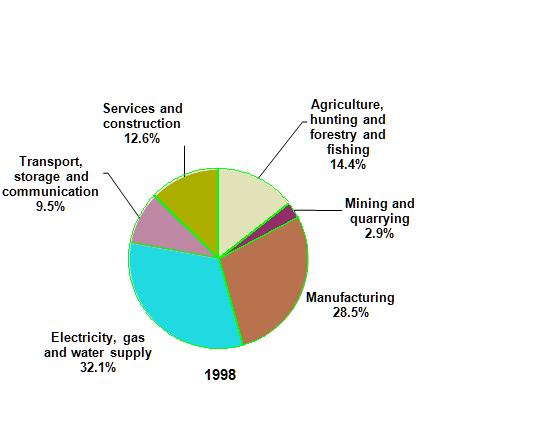 Agriculture,
hunting and
forestry and
fishing
14.4%
Services and
construction
12.6%
Transport,
storage and
communication
9.5%
Mining and
quarrying
2.9%
Manufacturing
28.5%
Electricity, gas
and water supply
32.1%
1998